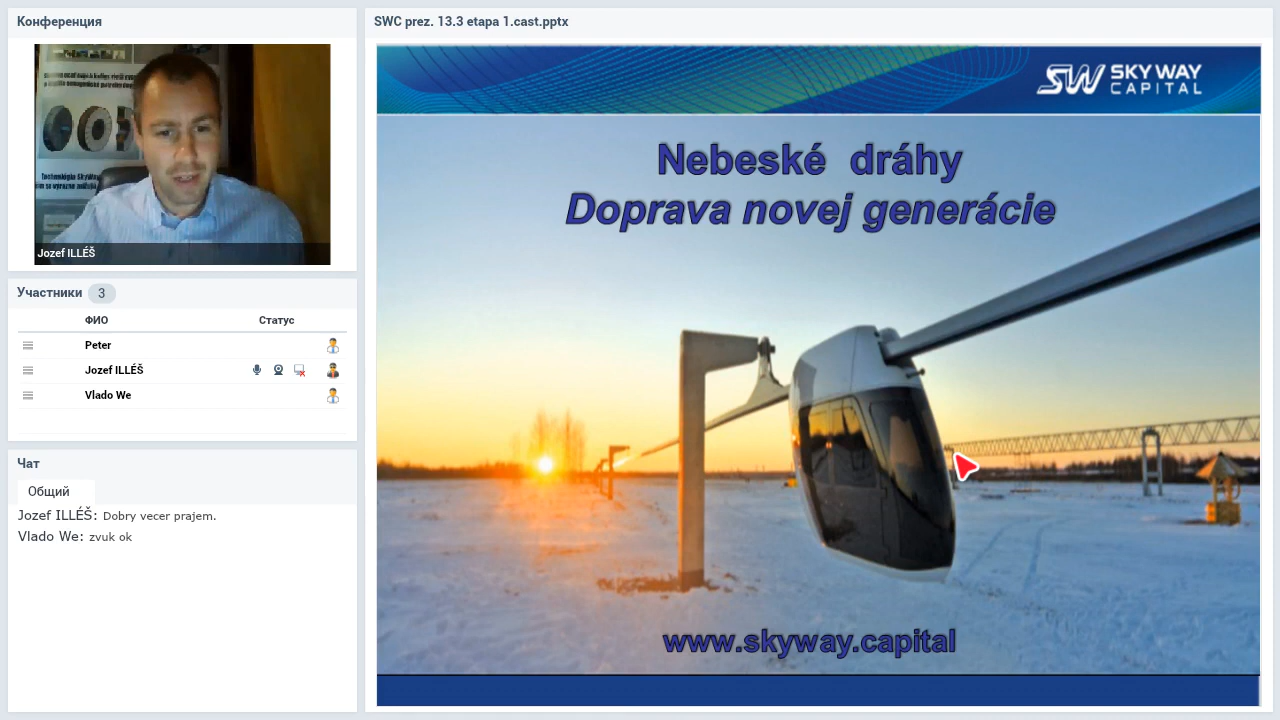 Конференция
Jozef ILLÉŠ
Участники 3
ФИО Статус
Peter
Jozef ILLÉŠ
Vlado We
Чат
Общий
Jozef ILLÉŠ: Dobry vecer prajem.
Vlado We: zvuk ok
SWC prez. 13.3 etapa 1.cast.pptx
SW SKY WAY
CAPITAL
Nebeské dráhy
Doprava novej generácie
www.skyway.capital